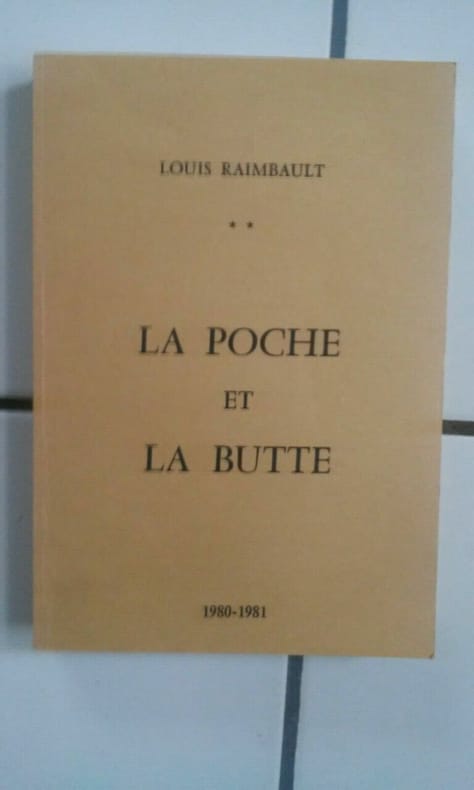 LOUIS RAIMBAULT
* *
LA POCHE
ET
LA BUTTE
1980-1981